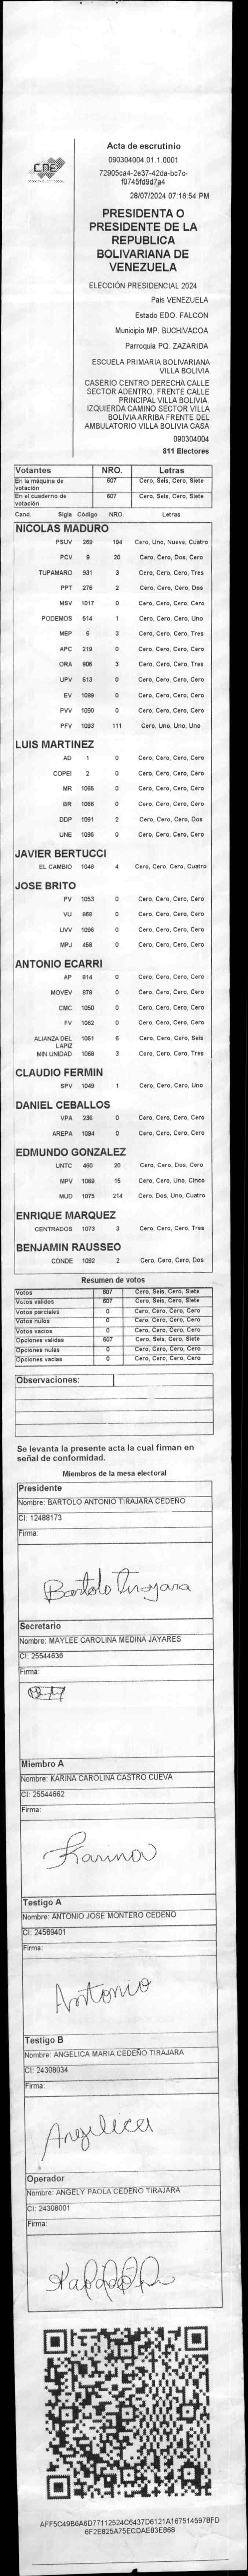 CNE
Acta de escrutinio
090304004.01.1.0001
72905ca4-2e37-42da-bc7c-
f0745fd9d7a4
28/07/2024 07:16:54 PM
PRESIDENTA O
PRESIDENTE DE LA
REPUBLICA
BOLIVARIANA DE
VENEZUELA
ELECCIÓN PRESIDENCIAL 2024
Pais VENEZUELA
Estado EDO. FALCON
Municipio MP. BUCHIVACOA
Parroquia PQ. ZAZARIDA
ESCUELA PRIMARIA BOLIVARIANA
VILLA BOLIVIA
CASERIO CENTRO DERECHA CALLE
SECTOR ADENTRO. FRENTE CALLE
PRINCIPAL VILLA BOLIVIA.
IZQUIERDA CAMINO SECTOR VILLA
BOLIVIA ARRIBA FRENTE DEL
AMBULATORIO VILLA BOLIVIA CASA
090304004
811 Electores
Votantes NRO. Letras
En la máquina de votación 607 Cero, Seis, Cero, Siete
En el cuaderno de votación 607 Cero, Seis, Cero, Siete
Cand. Sigla Código NRO. Letras
NICOLAS MADURO
PSUV 269 194 Cero, Uno, Nueve, Cuatro
PCV 9 20 Cero, Cero, Dos, Cero
TUPAMARO 931 3 Cero, Cero, Cero, Tres
PPT 276 2 Cero, Cero, Cero, Dos
MSV 1017 0 Cero, Cero, Cero, Cero
PODEMOS 514 1 Cero, Cero, Cero, Uno
MEP 6 3 Cero, Cero, Cero, Tres
APC 219 0 Cero, Cero, Cero, Cero
ORA 906 3 Cero, Cero, Cero, Tres
UPV 513 0 Cero, Cero, Cero, Cero
EV 1089 0 Cero, Cero, Cero, Cero
PVV 1090 0 Cero, Cero, Cero, Cero
PFV 1093 111 Cero, Uno, Uno, Uno
LUIS MARTINEZ
AD 1 0 Cero, Cero, Cero, Cero
COPEI 2 0 Cero, Cero, Cero, Cero
MR 1065 0 Cero, Cero, Cero, Cero
BR 1066 0 Cero, Cero, Cero, Cero
DDP 1091 2 Cero, Cero, Cero, Dos
UNE 1096 0 Cero, Cero, Cero, Cero
JAVIER BERTUCCI
EL CAMBIO 1048 4 Cero, Cero, Cero, Cuatro
JOSE BRITO
PV 1053 0 Cero, Cero, Cero, Cero
VU 868 0 Cero, Cero, Cero, Cero
UVV 1095 0 Cero, Cero, Cero, Cero
MPJ 458 0 Cero, Cero, Cero, Cero
ANTONIO ECARRI
AP 814 0 Cero, Cero, Cero, Cero
MOVEV 979 0 Cero, Cero, Cero, Cero
CMC 1050 0 Cero, Cero, Cero, Cero
FV 1062 0 Cero, Cero, Cero, Cero
ALIANZA DEL LAPIZ 1051 6 Cero, Cero, Cero, Seis
MIN UNIDAD 1068 3 Cero, Cero, Cero, Tres
CLAUDIO FERMIN
SPV 1049 1 Cero, Cero, Cero, Uno
DANIEL CEBALLOS
VPA 236 0 Cero, Cero, Cero, Cero
AREPA 1094 0 Cero, Cero, Cero, Cero
EDMUNDO GONZALEZ
UNTC 460 20 Cero, Cero, Dos, Cero
MPV 1069 15 Cero, Cero, Uno, Cinco
MUD 1075 214 Cero, Dos, Uno, Cuatro
ENRIQUE MARQUEZ
CENTRADOS 1073 3 Cero, Cero, Cero, Tres
BENJAMIN RAUSSEO
CONDE 1092 2 Cero, Cero, Cero, Dos
Resumen de votos
Votos 607 Cero, Seis, Cero, Siete
Votos válidos 607 Cero, Seis, Cero, Siete
Votos parciales 0 Cero, Cero, Cero, Cero
Votos nulos 0 Cero, Cero, Cero, Cero
Votos vacios 0 Cero, Cero, Cero, Cero
Opciones validas 607 Cero, Seis, Cero, Siete
Opciones nulas 0 Cero, Cero, Cero, Cero
Opciones vacias 0 Cero, Cero, Cero, Cero
Observaciones:
Se levanta la presente acta la cual firman en
señal de conformidad.
Miembros de la mesa electoral
Presidente
Nombre: BARTOLO ANTONIO TIRAJARA CEDEÑO
CI: 12488173
Firma:
Bartolo Tirajara
Secretario
Nombre: MAYLEE CAROLINA MEDINA JAYARES
CI: 25544636
Firma:
Miembro A
Nombre: KARINA CAROLINA CASTRO CUEVA
CI: 25544662
Firma:
Karina
Testigo A
Nombre: ANTONIO JOSE MONTERO CEDEÑO
CI: 24589401
Firma:
Antonio
Testigo B
Nombre: ANGELICA MARIA CEDEÑO TIRAJARA
CI: 24308034
Firma:
Angelica
Operador
Nombre: ANGELY PAOLA CEDEÑO TIRAJARA
CI: 24308001
Firma:
AFF5C49B6A6D77112524C6437D6121A1675145978FD
6F2E825A75ECDAE83E868